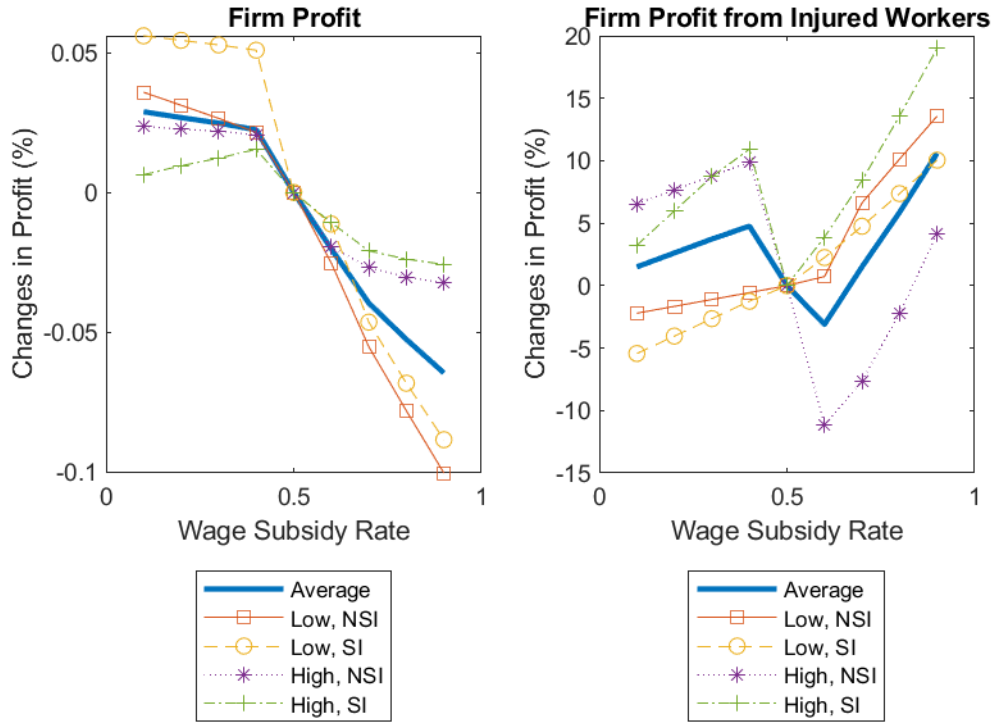 Firm Profit
0.05
0
-0.05
-0.1
0
0.5
1
Changes in Profit (%)
Wage Subsidy Rate
Average
Low, NSI
Low, SI
High, NSI
High, SI
Firm Profit from Injured Workers
20
15
10
5
0
-5
-10
-15
0
0.5
1
Changes in Profit (%)
Wage Subsidy Rate
Average
Low, NSI
Low, SI
High, NSI
High, SI